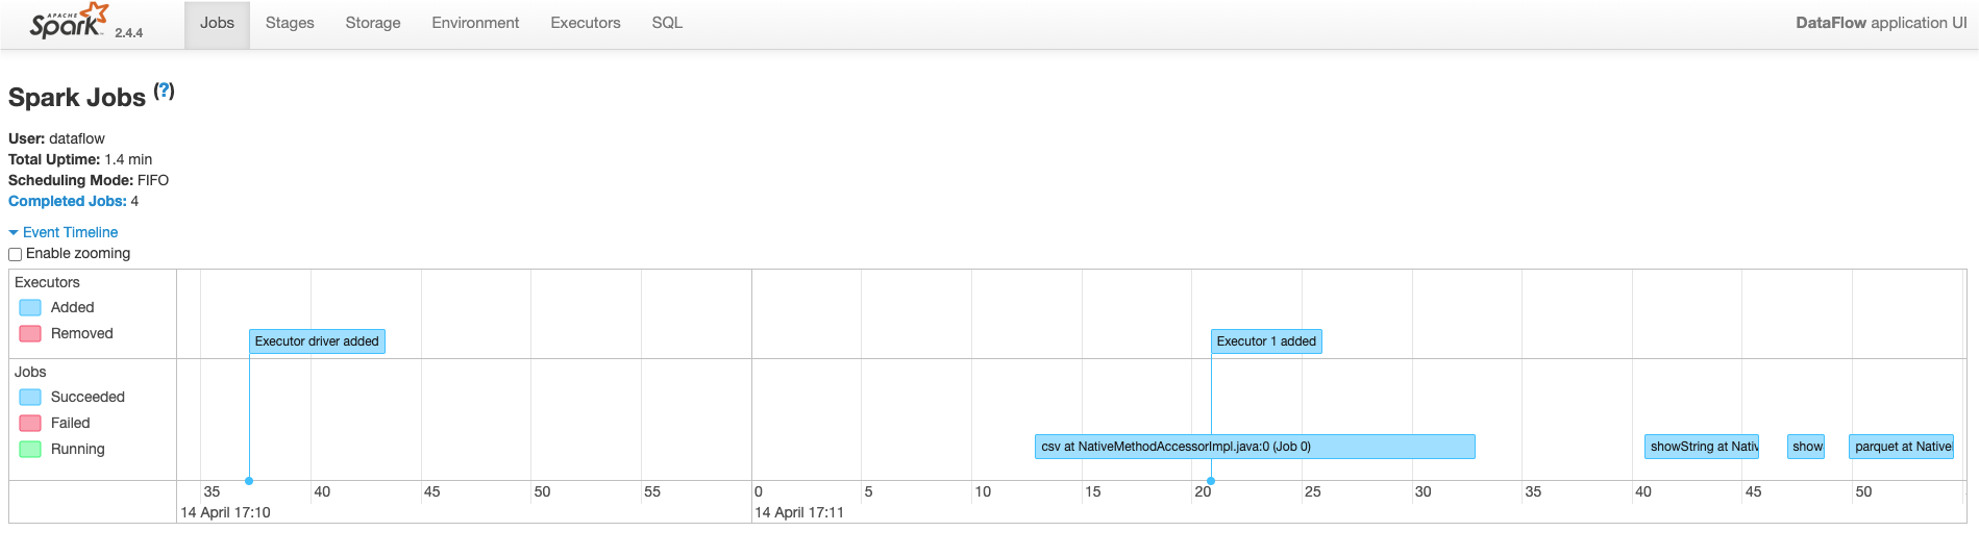 APACHE
Spark 2.4.4
Jobs Stages Storage Environment Executors SQL
DataFlow application UI
Spark Jobs (?)
User: dataflow
Total Uptime: 1.4 min
Scheduling Mode: FIFO
Completed Jobs: 4
Event Timeline
Enable zooming
Executors
Added
Removed
Executor driver added
Executor 1 added
Jobs
Succeeded
Failed
Running
csv at NativeMethodAccessorImpl.java:0 (Job 0)
showString at Nativ
show
parquet at Native
35 40 45 50 55 0 5 10 15 20 25 30 35 40 45 50
14 April 17:10 14 April 17:11